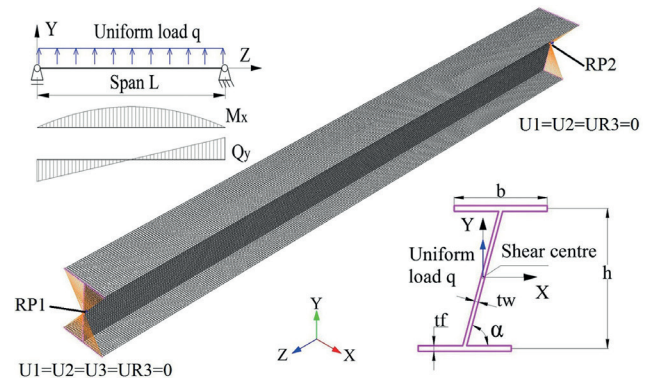 Y
Uniform load q
Z
Span L
Mx
Qy
RP2
U1=U2=UR3=0
RP1
U1=U2=U3=UR3=0
Y
Z
X
b
Y
Uniform
load q
Shear centre
X
h
tw
tf
α